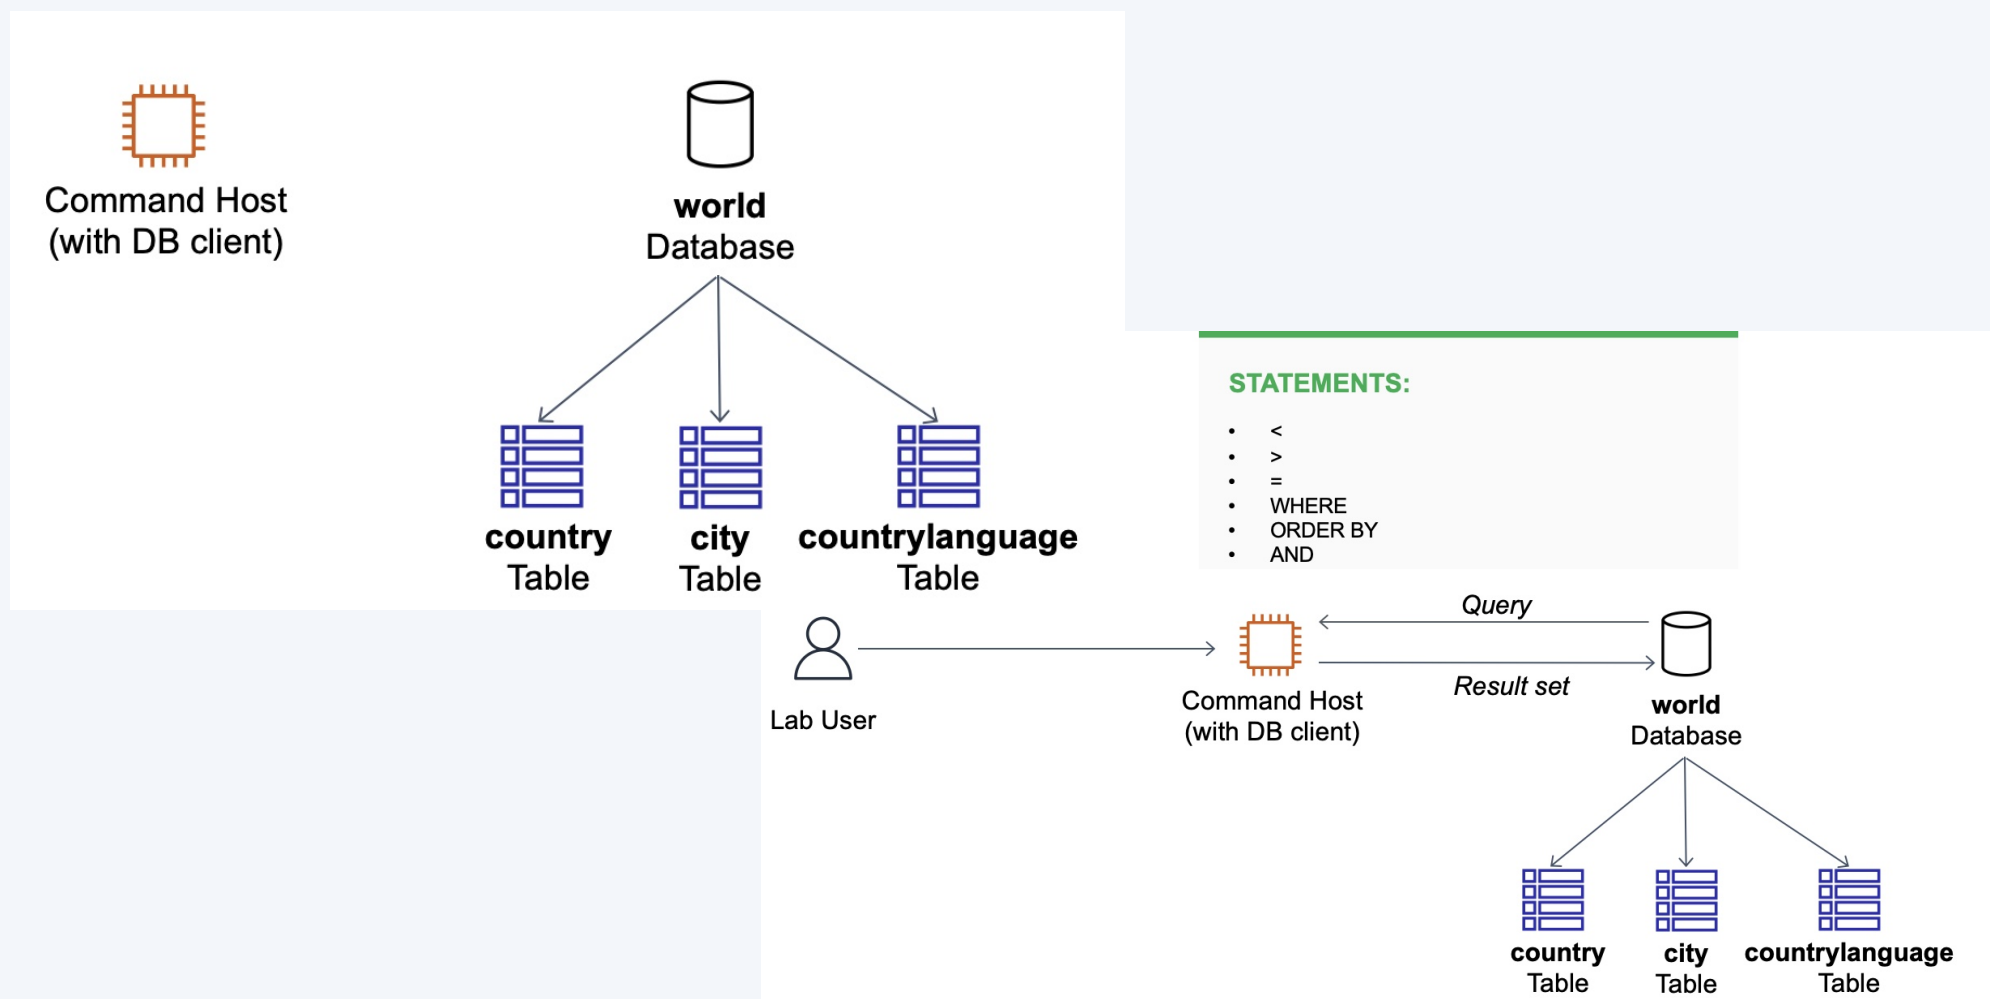 Command Host
(with DB client)
world
Database
country
Table
city
Table
countrylanguage
Table
STATEMENTS:
• <
• >
• =
• WHERE
• ORDER BY
• AND
Lab User
Command Host
(with DB client)
Query
Result set
world
Database
country
Table
city
Table
countrylanguage
Table